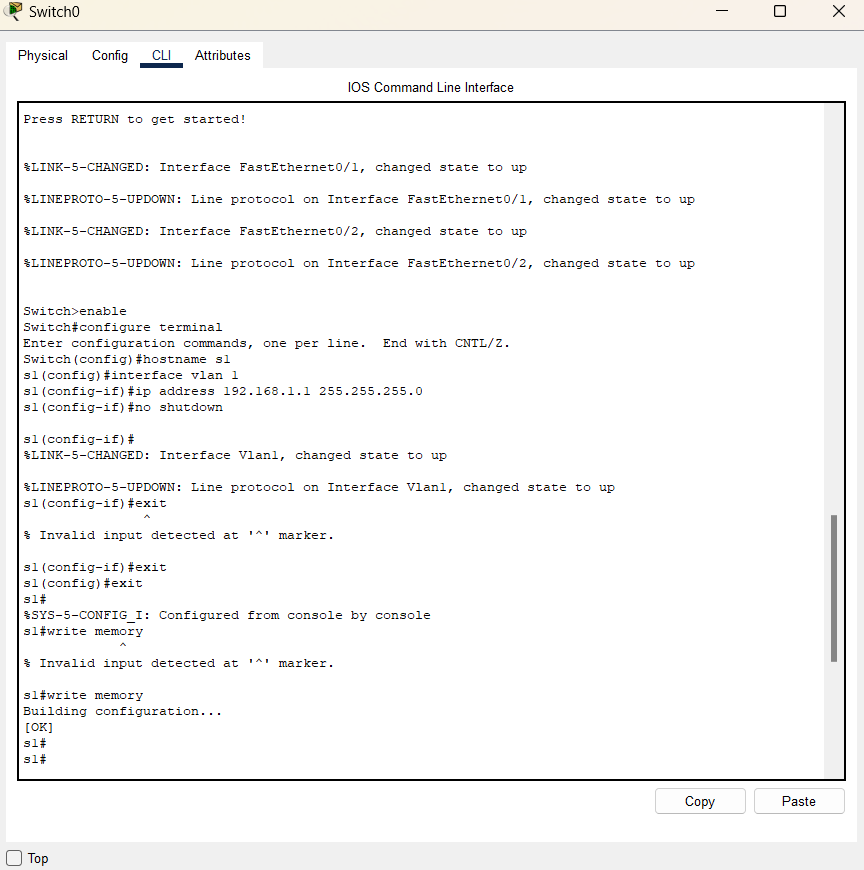 Switch0
Physical Config CLI Attributes
IOS Command Line Interface
Press RETURN to get started!
%LINK-5-CHANGED: Interface FastEthernet0/1, changed state to up
%LINEPROTO-5-UPDOWN: Line protocol on Interface FastEthernet0/1, changed state to up
%LINK-5-CHANGED: Interface FastEthernet0/2, changed state to up
%LINEPROTO-5-UPDOWN: Line protocol on Interface FastEthernet0/2, changed state to up
Switch>enable
Switch#configure terminal
Enter configuration commands, one per line.  End with CNTL/Z.
Switch(config)#hostname s1
s1(config)#interface vlan 1
s1(config-if)#ip address 192.168.1.1 255.255.255.0
s1(config-if)#no shutdown
s1(config-if)#
%LINK-5-CHANGED: Interface Vlan1, changed state to up
%LINEPROTO-5-UPDOWN: Line protocol on Interface Vlan1, changed state to up
s1(config-if)#exit
^
% Invalid input detected at '^' marker.
s1(config-if)#exit
s1(config)#exit
s1#
%SYS-5-CONFIG_I: Configured from console by console
s1#write memory
^
% Invalid input detected at '^' marker.
s1#write memory
Building configuration...
[OK]
s1#
s1#
Copy Paste
Top